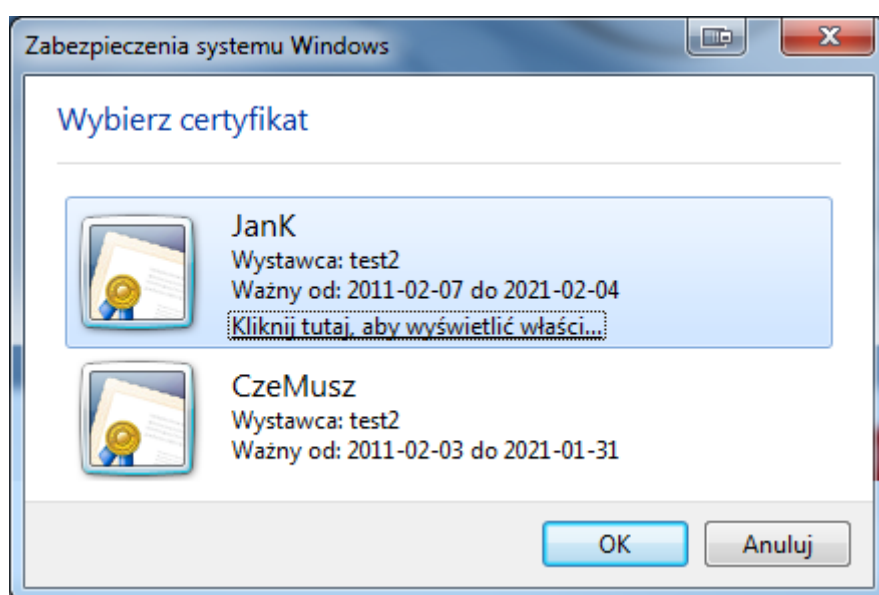 Zabezpieczenia systemu Windows
Wybierz certyfikat
JanK
Wystawca: test2
Ważny od: 2011-02-07 do 2021-02-04
Kliknij tutaj, aby wyświetlić właści...
CzeMusz
Wystawca: test2
Ważny od: 2011-02-03 do 2021-01-31
OK Anuluj